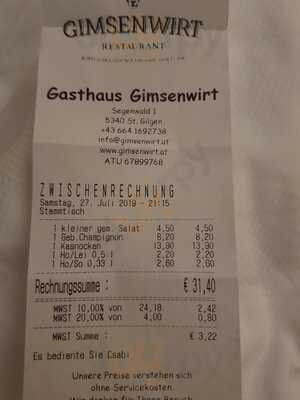 GIMSENWIRT
RESTAURANT
Gasthaus Gimsenwirt
Segenwald 1
5340 St. Gilgen
+43 664 1692738
info@gimsenwirt.at
www.gimsenwirt.at
ATU 67899768
ZWISCHENRECHNUNG
Samstag, 27. Juli 2019 - 21:15
Stammtisch
1 kleiner gem. Salat 4,50 4,50
1 Geb.Champignon 8,20 8,20
1 Kasnocken 13,90 13,90
1 Ho/Lei 0,5 l 2,20 2,20
1 Ho/So 0,33 l 2,60 2,60
Rechnungssumme : € 31,40
MWST 10,00% von 24,18 2,42
MWST 20,00% von 4,00 0,80
MWST Summe : € 3,22
Es bediente Sie Csabi
Unsere Preise verstehen sich
ohne Servicekosten.
Wir danken für Ihren Besuch